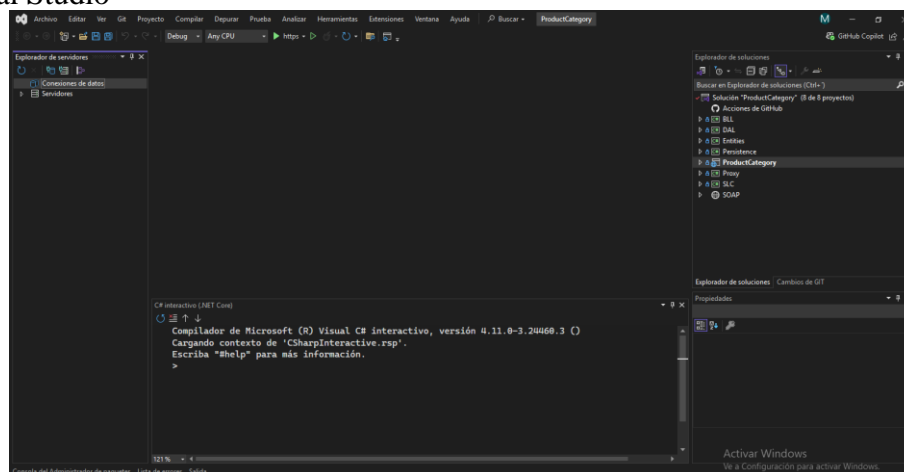 al Studio
Archivo Editar Ver Git Proyecto Compilar Depurar Prueba Analizar Herramientas Extensiones Ventana Ayuda Buscar ProductCategory M
Debug Any CPU https GitHub Copilot
Explorador de servidores
Conexiones de datos
Servidores
Explorador de soluciones
Buscar en Explorador de soluciones (Ctrl+¨)
Solución "ProductCategory" (8 de 8 proyectos)
Acciones de GitHub
BLL
DAL
Entities
Persistence
ProductCategory
Proxy
SLC
SOAP
Explorador de soluciones Cambios de GIT
C# interactivo (.NET Core)
Compilador de Microsoft (R) Visual C# interactivo, versión 4.11.0-3.24460.3 ()
Cargando contexto de 'CSharpInteractive.rsp'.
Escriba "#help" para más información.
>
121 %
Propiedades
Activar Windows
Ve a Configuración para activar Windows.
Consola del Administrador de paquetes Lista de errores Salida